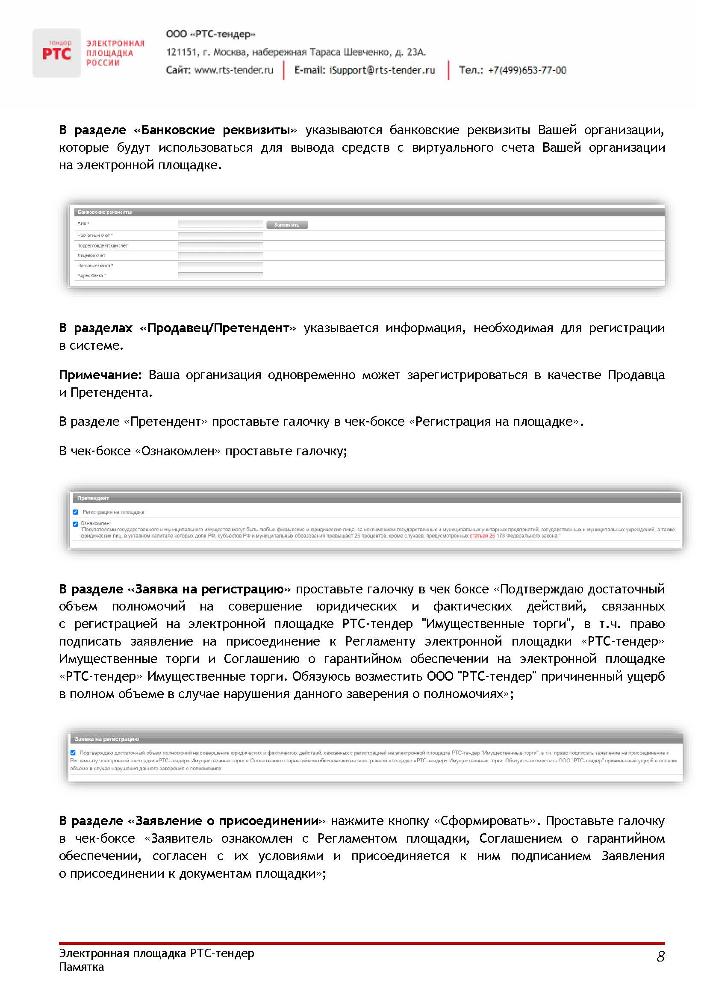 тендер
РТС
ЭЛЕКТРОННАЯ
ПЛОЩАДКА
РОССИИ
ООО «РТС-тендер»
121151, г. Москва, набережная Тараса Шевченко, д. 23А.
Сайт: www.rts-tender.ru E-mail: iSupport@rts-tender.ru Тел.: +7(499)653-77-00
В разделе «Банковские реквизиты» указываются банковские реквизиты Вашей организации,
которые будут использоваться для вывода средств с виртуального счета Вашей организации
на электронной площадке.
Банковские реквизиты
БИК * Заполнить
Расчётный счёт *
Корреспондентский счёт
Лицевой счёт
Название банка *
Адрес банка *
В разделах «Продавец/Претендент» указывается информация, необходимая для регистрации
в системе.
Примечание: Ваша организация одновременно может зарегистрироваться в качестве Продавца
и Претендента.
В разделе «Претендент» проставьте галочку в чек-боксе «Регистрация на площадке».
В чек-боксе «Ознакомлен» проставьте галочку;
Претендент
Регистрация на площадке
Ознакомлен:
"Покупателями государственного и муниципального имущества могут быть любые физические и юридические лица, за исключением государственных и муниципальных унитарных предприятий, государственных и муниципальных учреждений, а также
юридических лиц, в уставном капитале которых доля РФ, субъектов РФ и муниципальных образований превышает 25 процентов, кроме случаев, предусмотренных статьей 25 178 Федерального закона."
В разделе «Заявка на регистрацию» проставьте галочку в чек боксе «Подтверждаю достаточный
объем полномочий на совершение юридических и фактических действий, связанных
с регистрацией на электронной площадке РТС-тендер "Имущественные торги", в т.ч. право
подписать заявление на присоединение к Регламенту электронной площадки «РТС-тендер»
Имущественные торги и Соглашению о гарантийном обеспечении на электронной площадке
«РТС-тендер» Имущественные торги. Обязуюсь возместить ООО "РТС-тендер" причиненный ущерб
в полном объеме в случае нарушения данного заверения о полномочиях»;
Заявка на регистрацию
Подтверждаю достаточный объем полномочий на совершение юридических и фактических действий, связанных с регистрацией на электронной площадке РТС-тендер "Имущественные торги", в т.ч. право подписать заявление на присоединение к
Регламенту электронной площадки «РТС-тендер» Имущественные торги и Соглашению о гарантийном обеспечении на электронной площадке «РТС-тендер» Имущественные торги. Обязуюсь возместить ООО "РТС-тендер" причиненный ущерб в полном
объеме в случае нарушения данного заверения о полномочиях.
В разделе «Заявление о присоединении» нажмите кнопку «Сформировать». Проставьте галочку
в чек-боксе «Заявитель ознакомлен с Регламентом площадки, Соглашением о гарантийном
обеспечении, согласен с их условиями и присоединяется к ним подписанием Заявления
о присоединении к документам площадки»;
Электронная площадка РТС-тендер
Памятка
8